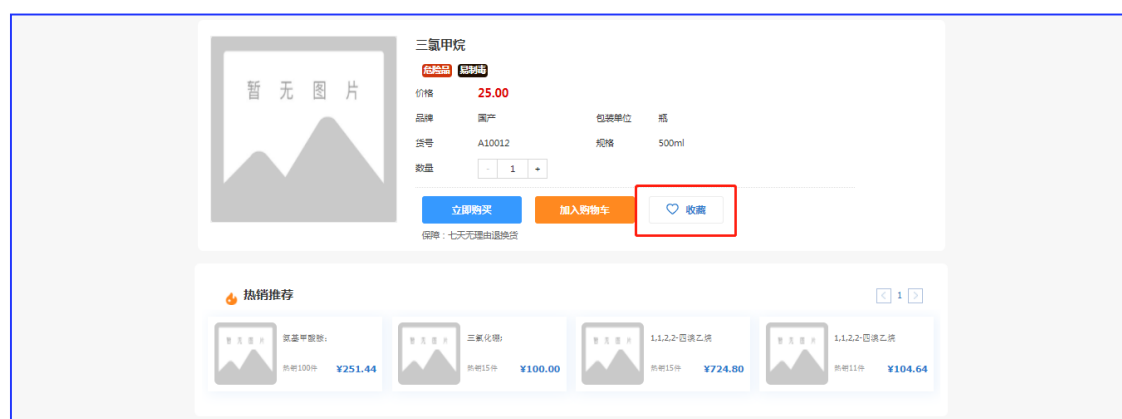 三氯甲烷
暂无图片
危险品 易制毒
价格 25.00
品牌 国产 包装单位 瓶
货号 A10012 规格 500ml
数量 - 1 +
立即购买 加入购物车 收藏
保障：七天无理由退换货
热销推荐 < 1 >
暂无图片 氨基甲酸胺; 暂无图片 三氯化硼; 暂无图片 1,1,2,2-四溴乙烷 暂无图片 1,1,2,2-四溴乙烷
热销100件 ¥251.44 热销15件 ¥100.00 热销15件 ¥724.80 热销11件 ¥104.64